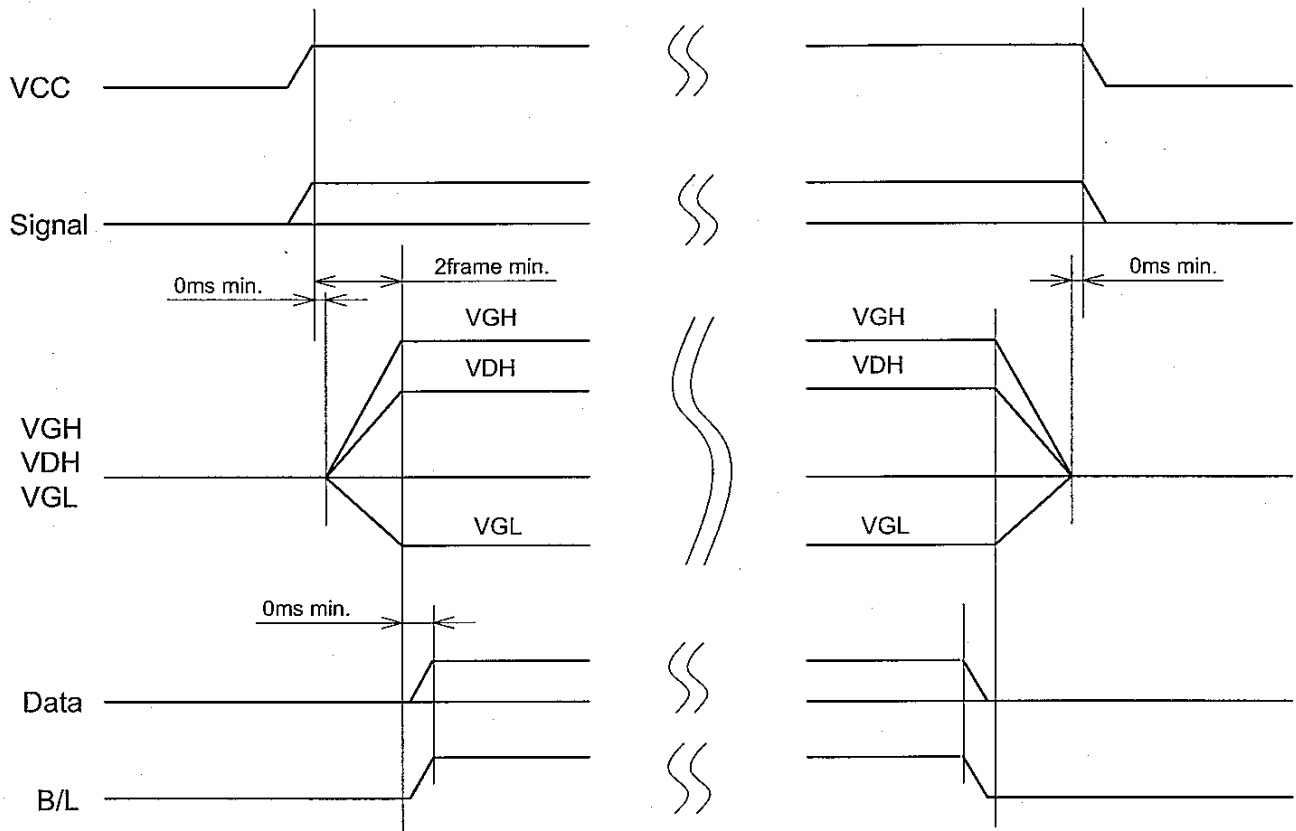 VCC
Signal
0ms min.
2frame min.
0ms min.
VGH
VGH
VDH
VDH
VGH
VDH
VGL
VGL
VGL
0ms min.
Data
B/L